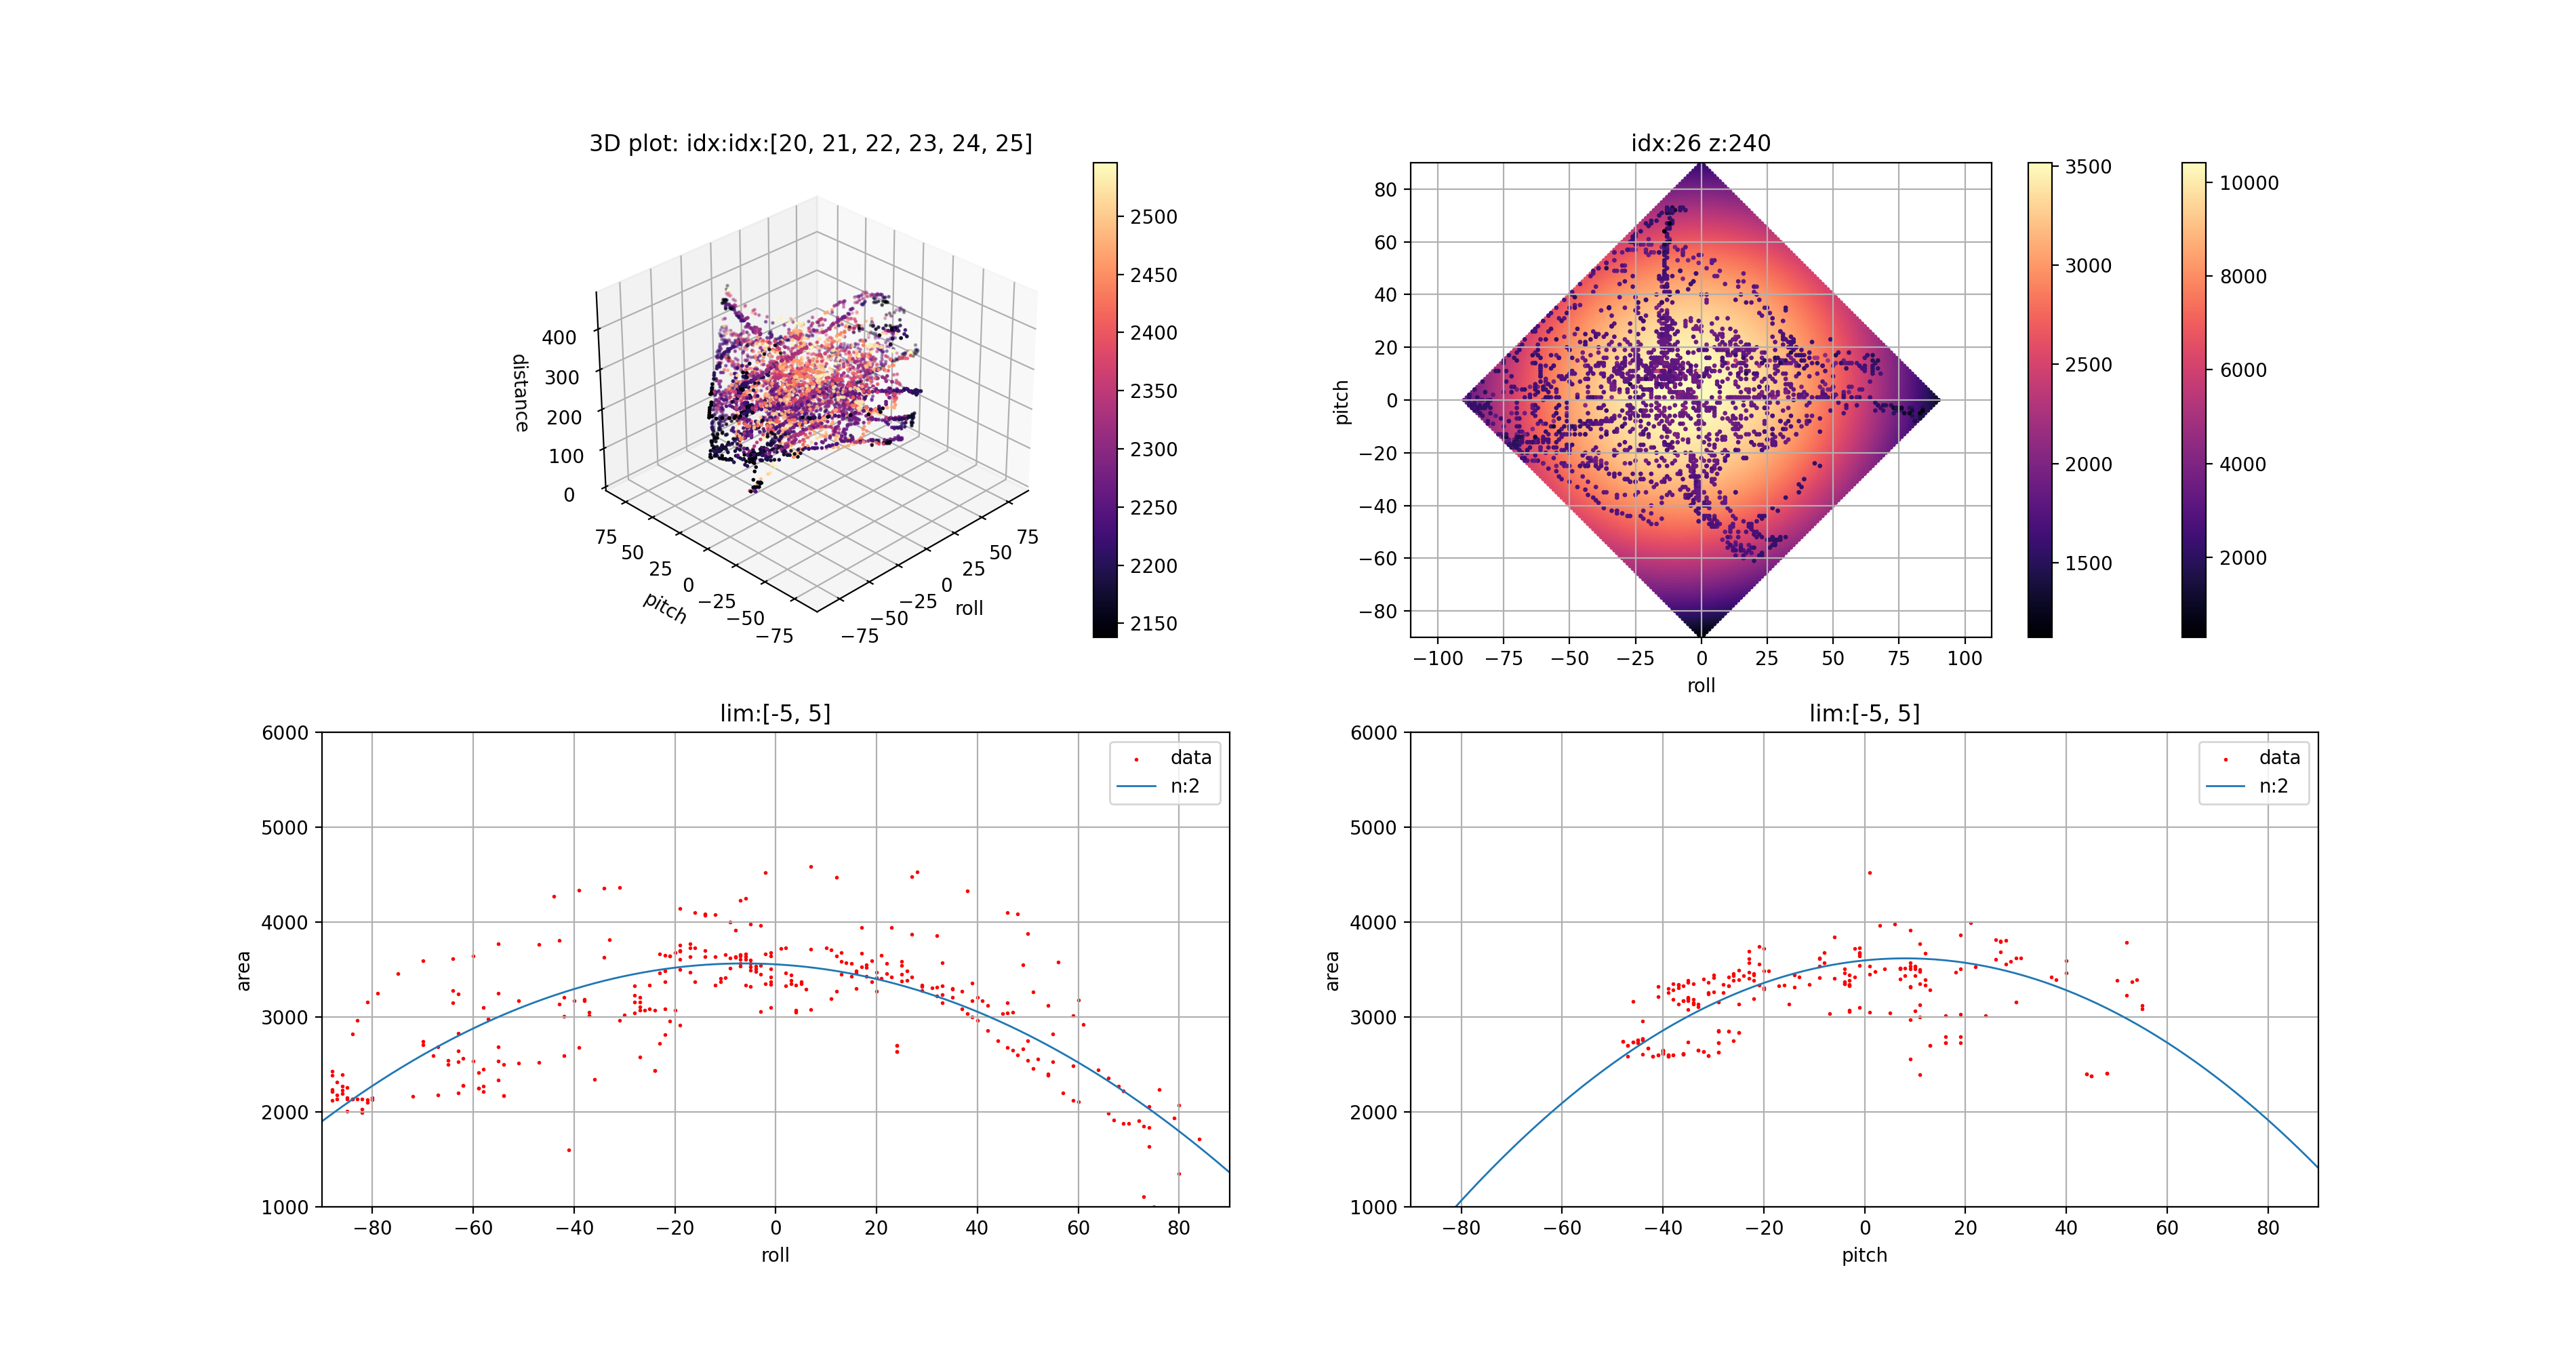 3D plot: idx:idx:[20, 21, 22, 23, 24, 25]
400
300
200
100
0
distance
75
50
25
0
−25
−50
−75
pitch
−75
−50
−25
0
25
50
75
roll
2500
2450
2400
2350
2300
2250
2200
2150
idx:26 z:240
80
60
40
20
0
−20
−40
−60
−80
pitch
−100 −75 −50 −25 0 25 50 75 100
roll
3500
3000
2500
2000
1500
10000
8000
6000
4000
2000
lim:[-5, 5]
6000
5000
4000
3000
2000
1000
area
data
n:2
−80 −60 −40 −20 0 20 40 60 80
roll
lim:[-5, 5]
6000
5000
4000
3000
2000
1000
area
data
n:2
−80 −60 −40 −20 0 20 40 60 80
pitch